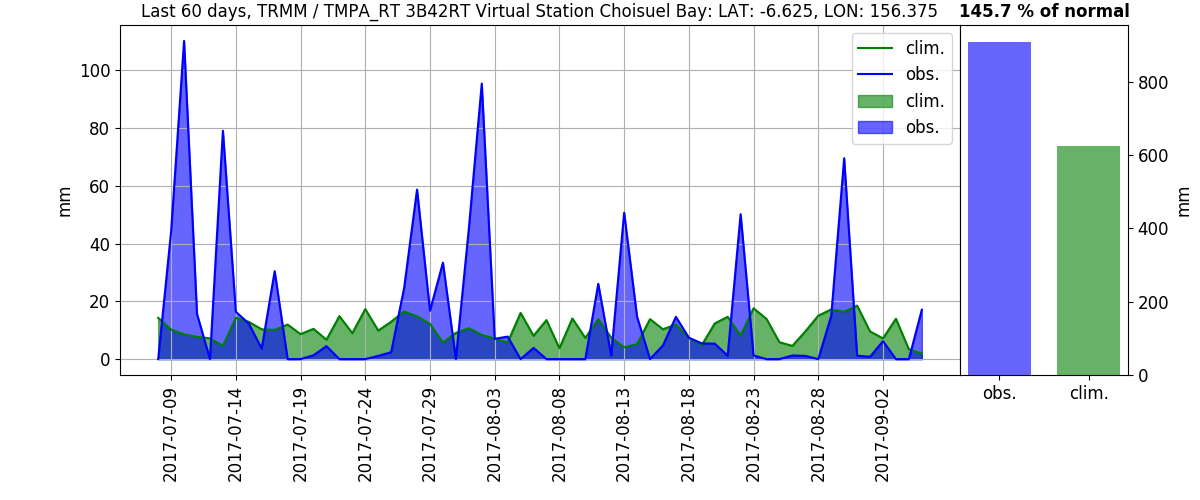 Last 60 days, TRMM / TMPA_RT 3B42RT Virtual Station Choisuel Bay: LAT: -6.625, LON: 156.375
145.7 % of normal
clim.
obs.
clim.
obs.
mm
100
80
60
40
20
0
2017-07-09
2017-07-14
2017-07-19
2017-07-24
2017-07-29
2017-08-03
2017-08-08
2017-08-13
2017-08-18
2017-08-23
2017-08-28
2017-09-02
800
600
400
200
0
mm
obs.
clim.